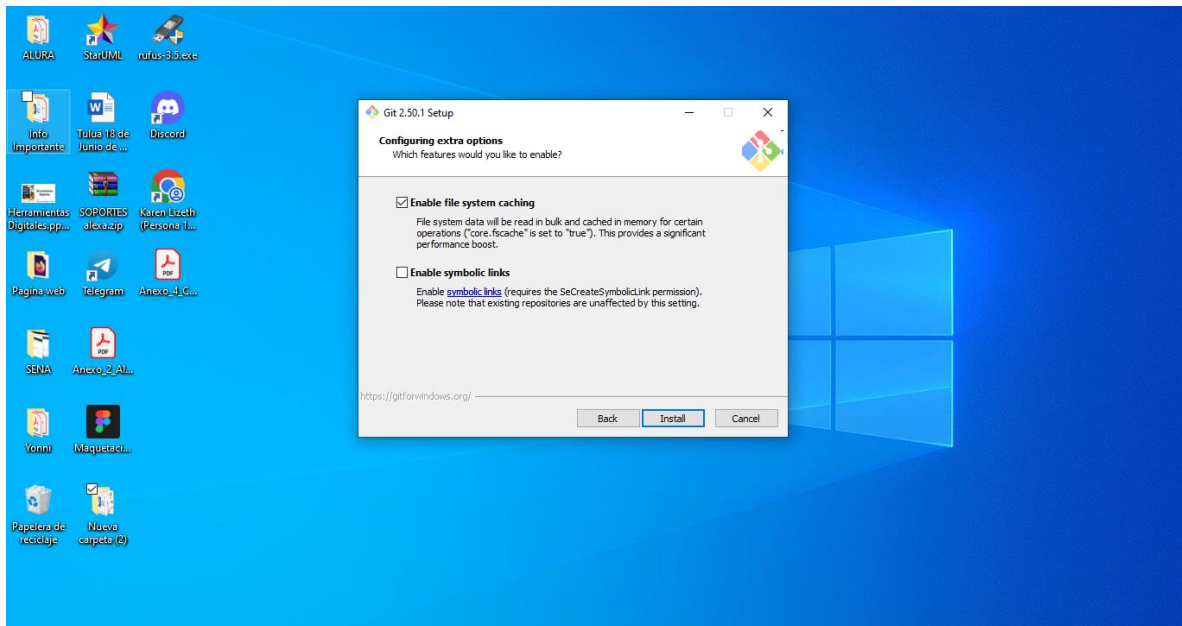 ALURA
StarUML
rufus-3.5.exe
Info
Importante
Tuluá 18 de
Junio de ...
Discord
Herramientas
Digitales.pp...
SOPORTES
alexa.zip
Karen Lizeth
(Persona 1...
Pagina web
Telegram
Anexo_4_C...
SENA
Anexo_2_Al...
Yonni
Maquetaci...
Papelera de
reciclaje
Nueva
carpeta (2)
Git 2.50.1 Setup
Configuring extra options
Which features would you like to enable?
Enable file system caching
File system data will be read in bulk and cached in memory for certain
operations ("core.fscache" is set to "true"). This provides a significant
performance boost.
Enable symbolic links
Enable symbolic links (requires the SeCreateSymbolicLink permission).
Please note that existing repositories are unaffected by this setting.
https://gitforwindows.org/
Back
Install
Cancel
W
PDF
PDF